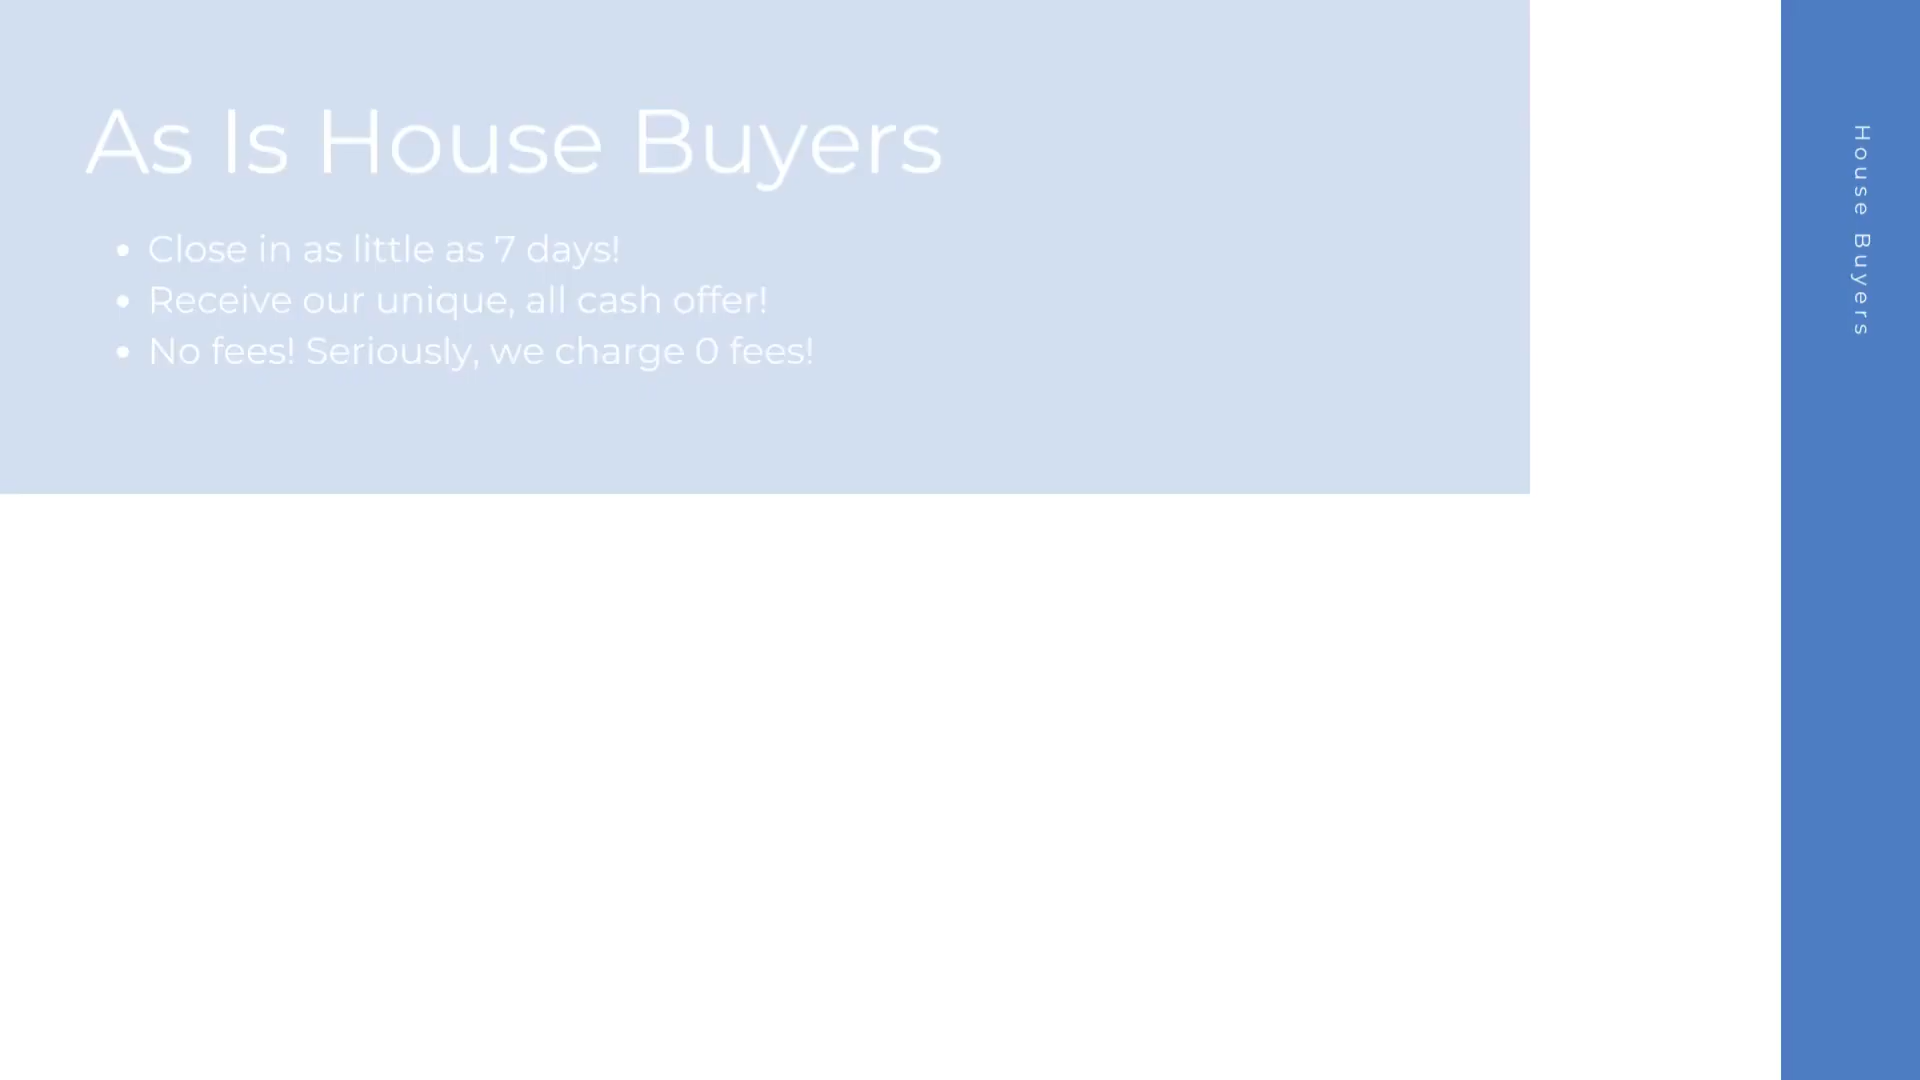 As Is House Buyers
• Close in as little as 7 days!
• Receive our unique, all cash offer!
• No fees! Seriously, we charge 0 fees!
House Buyers